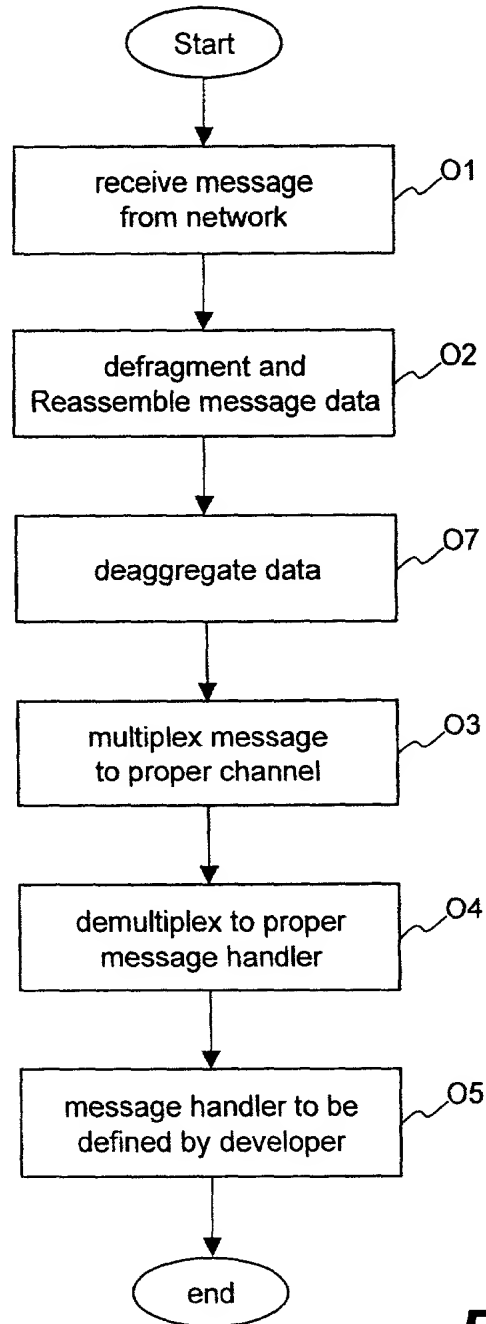 Start
receive message
from network
O1
defragment and
Reassemble message data
O2
deaggregate data
O7
multiplex message
to proper channel
O3
demultiplex to proper
message handler
O4
message handler to be
defined by developer
O5
end